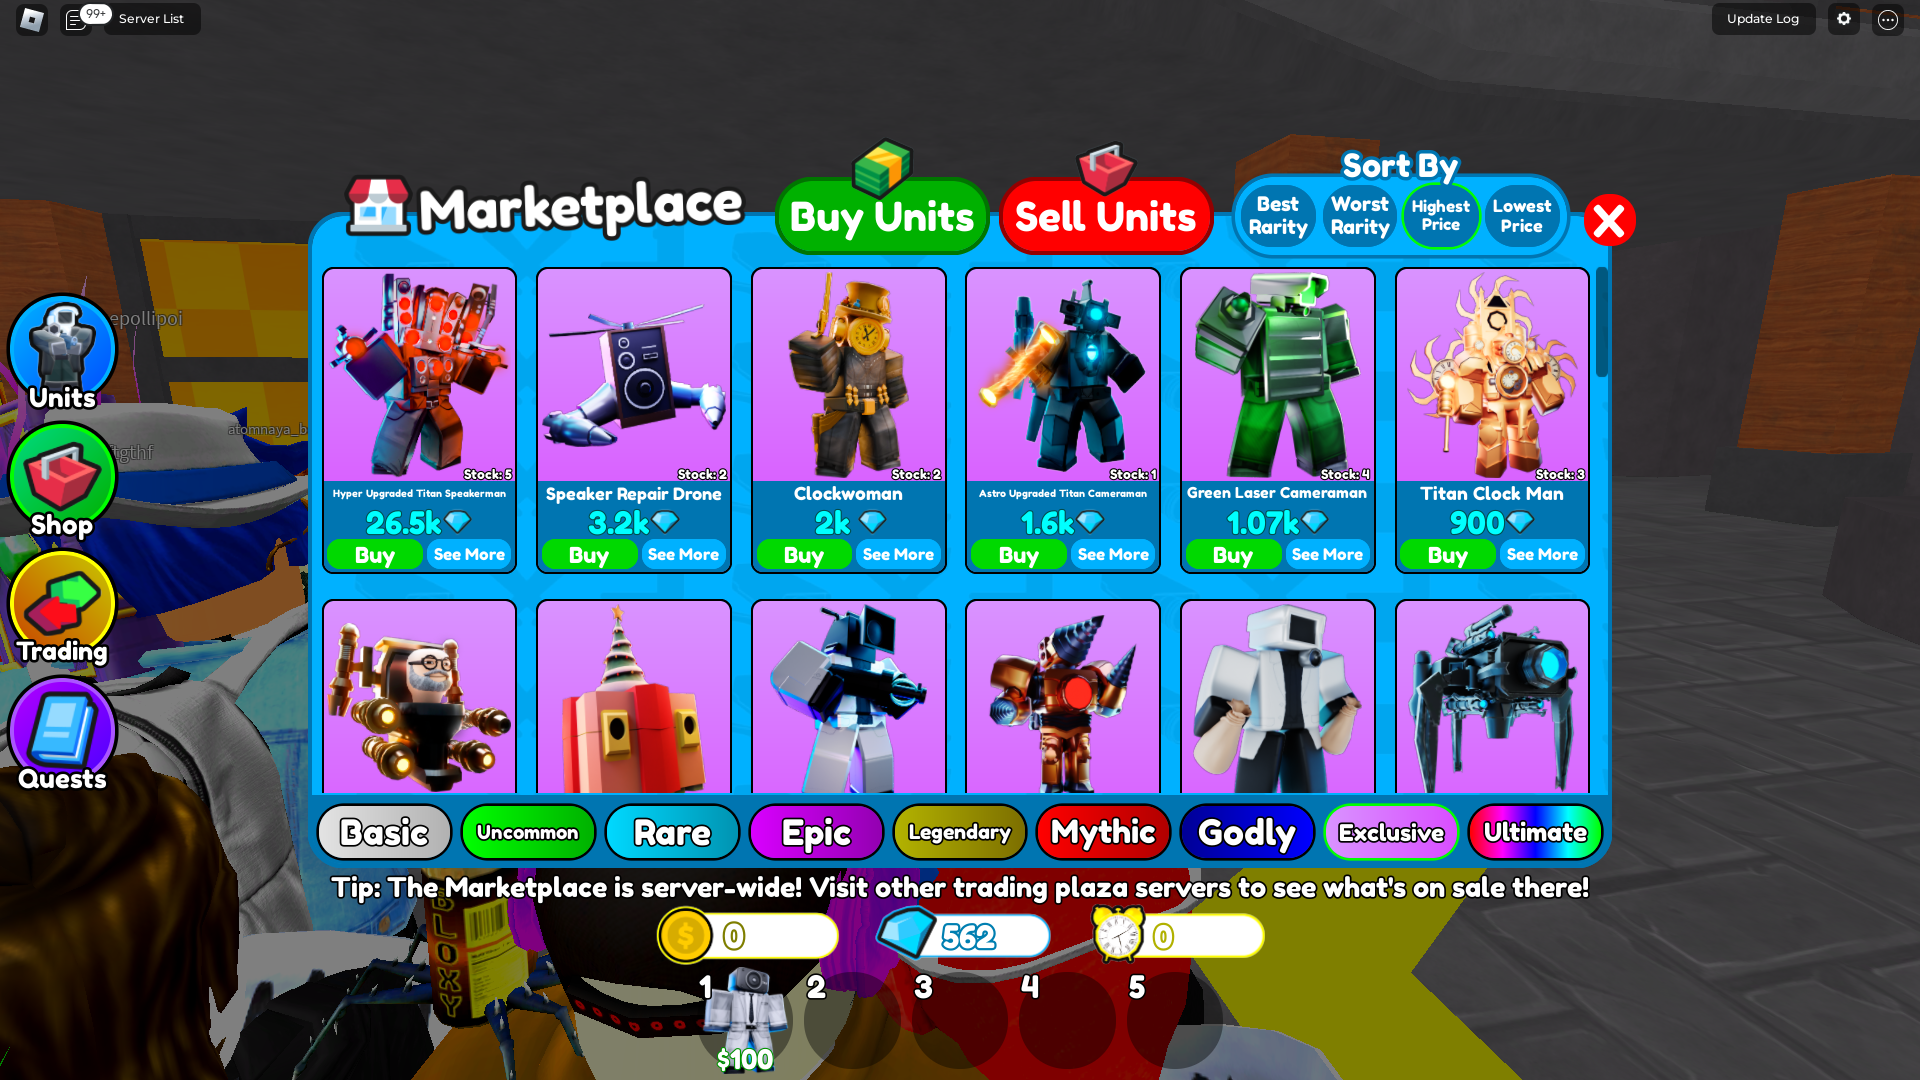 99+
Server List
Update Log
Sort By
Marketplace
Buy Units
Sell Units
Best
Rarity
Worst
Rarity
Highest
Price
Lowest
Price
epollipoi
Units
Stock: 5
Stock: 2
Stock: 2
Stock: 1
Stock: 4
Stock: 3
Hyper Upgraded Titan Speakerman
Speaker Repair Drone
Clockwoman
Astro Upgraded Titan Cameraman
Green Laser Cameraman
Titan Clock Man
26.5k
3.2k
2k
1.6k
1.07k
900
Buy
See More
Buy
See More
Buy
See More
Buy
See More
Buy
See More
Buy
See More
atomnaya_b
tgthf
Shop
Trading
Quests
Basic
Uncommon
Rare
Epic
Legendary
Mythic
Godly
Exclusive
Ultimate
Tip: The Marketplace is server-wide! Visit other trading plaza servers to see what's on sale there!
BLOXY
$
0
562
0
1
2
3
4
5
$100